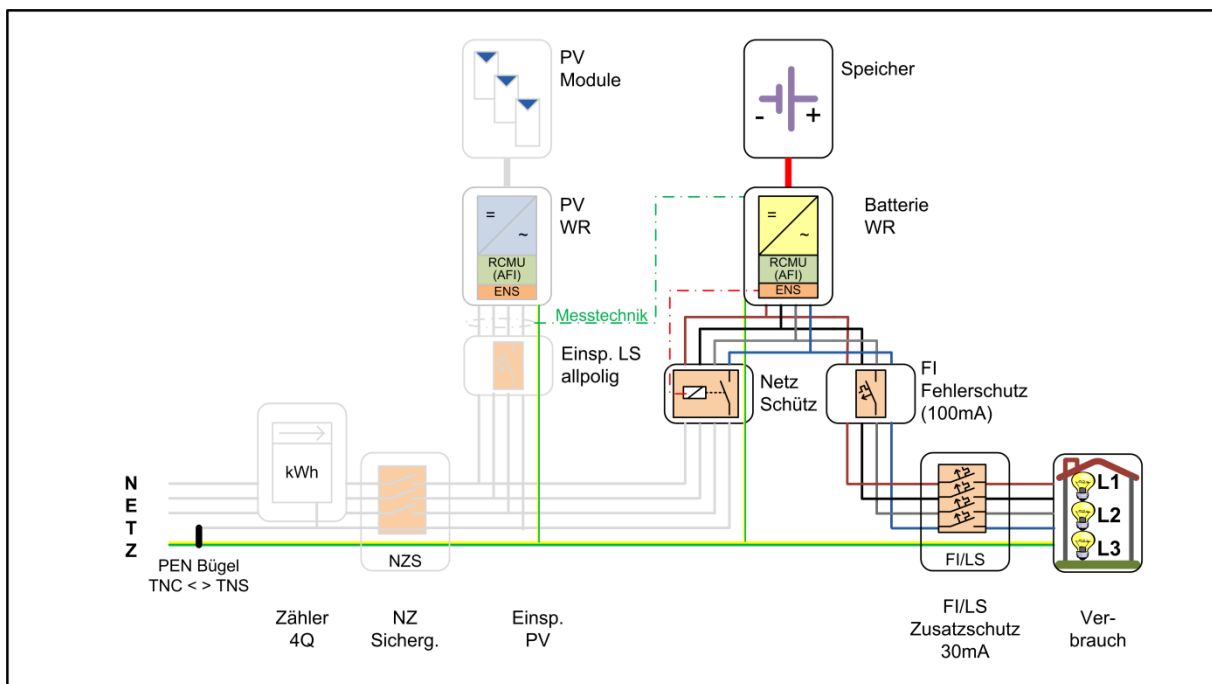 PV
Module
Speicher
-
+
PV
WR
=
~
RCMU
(AFI)
ENS
Batterie
WR
=
~
RCMU
(AFI)
ENS
Messtechnik
Einsp. LS
allpolig
Netz
Schütz
FI
Fehlerschutz
(100mA)
kWh
N
E
T
Z
NZS
FI/LS
L1
L2
L3
PEN Bügel
TNC < > TNS
Zähler
4Q
NZ
Sicherg.
Einsp.
PV
FI/LS
Zusatzschutz
30mA
Ver-
brauch